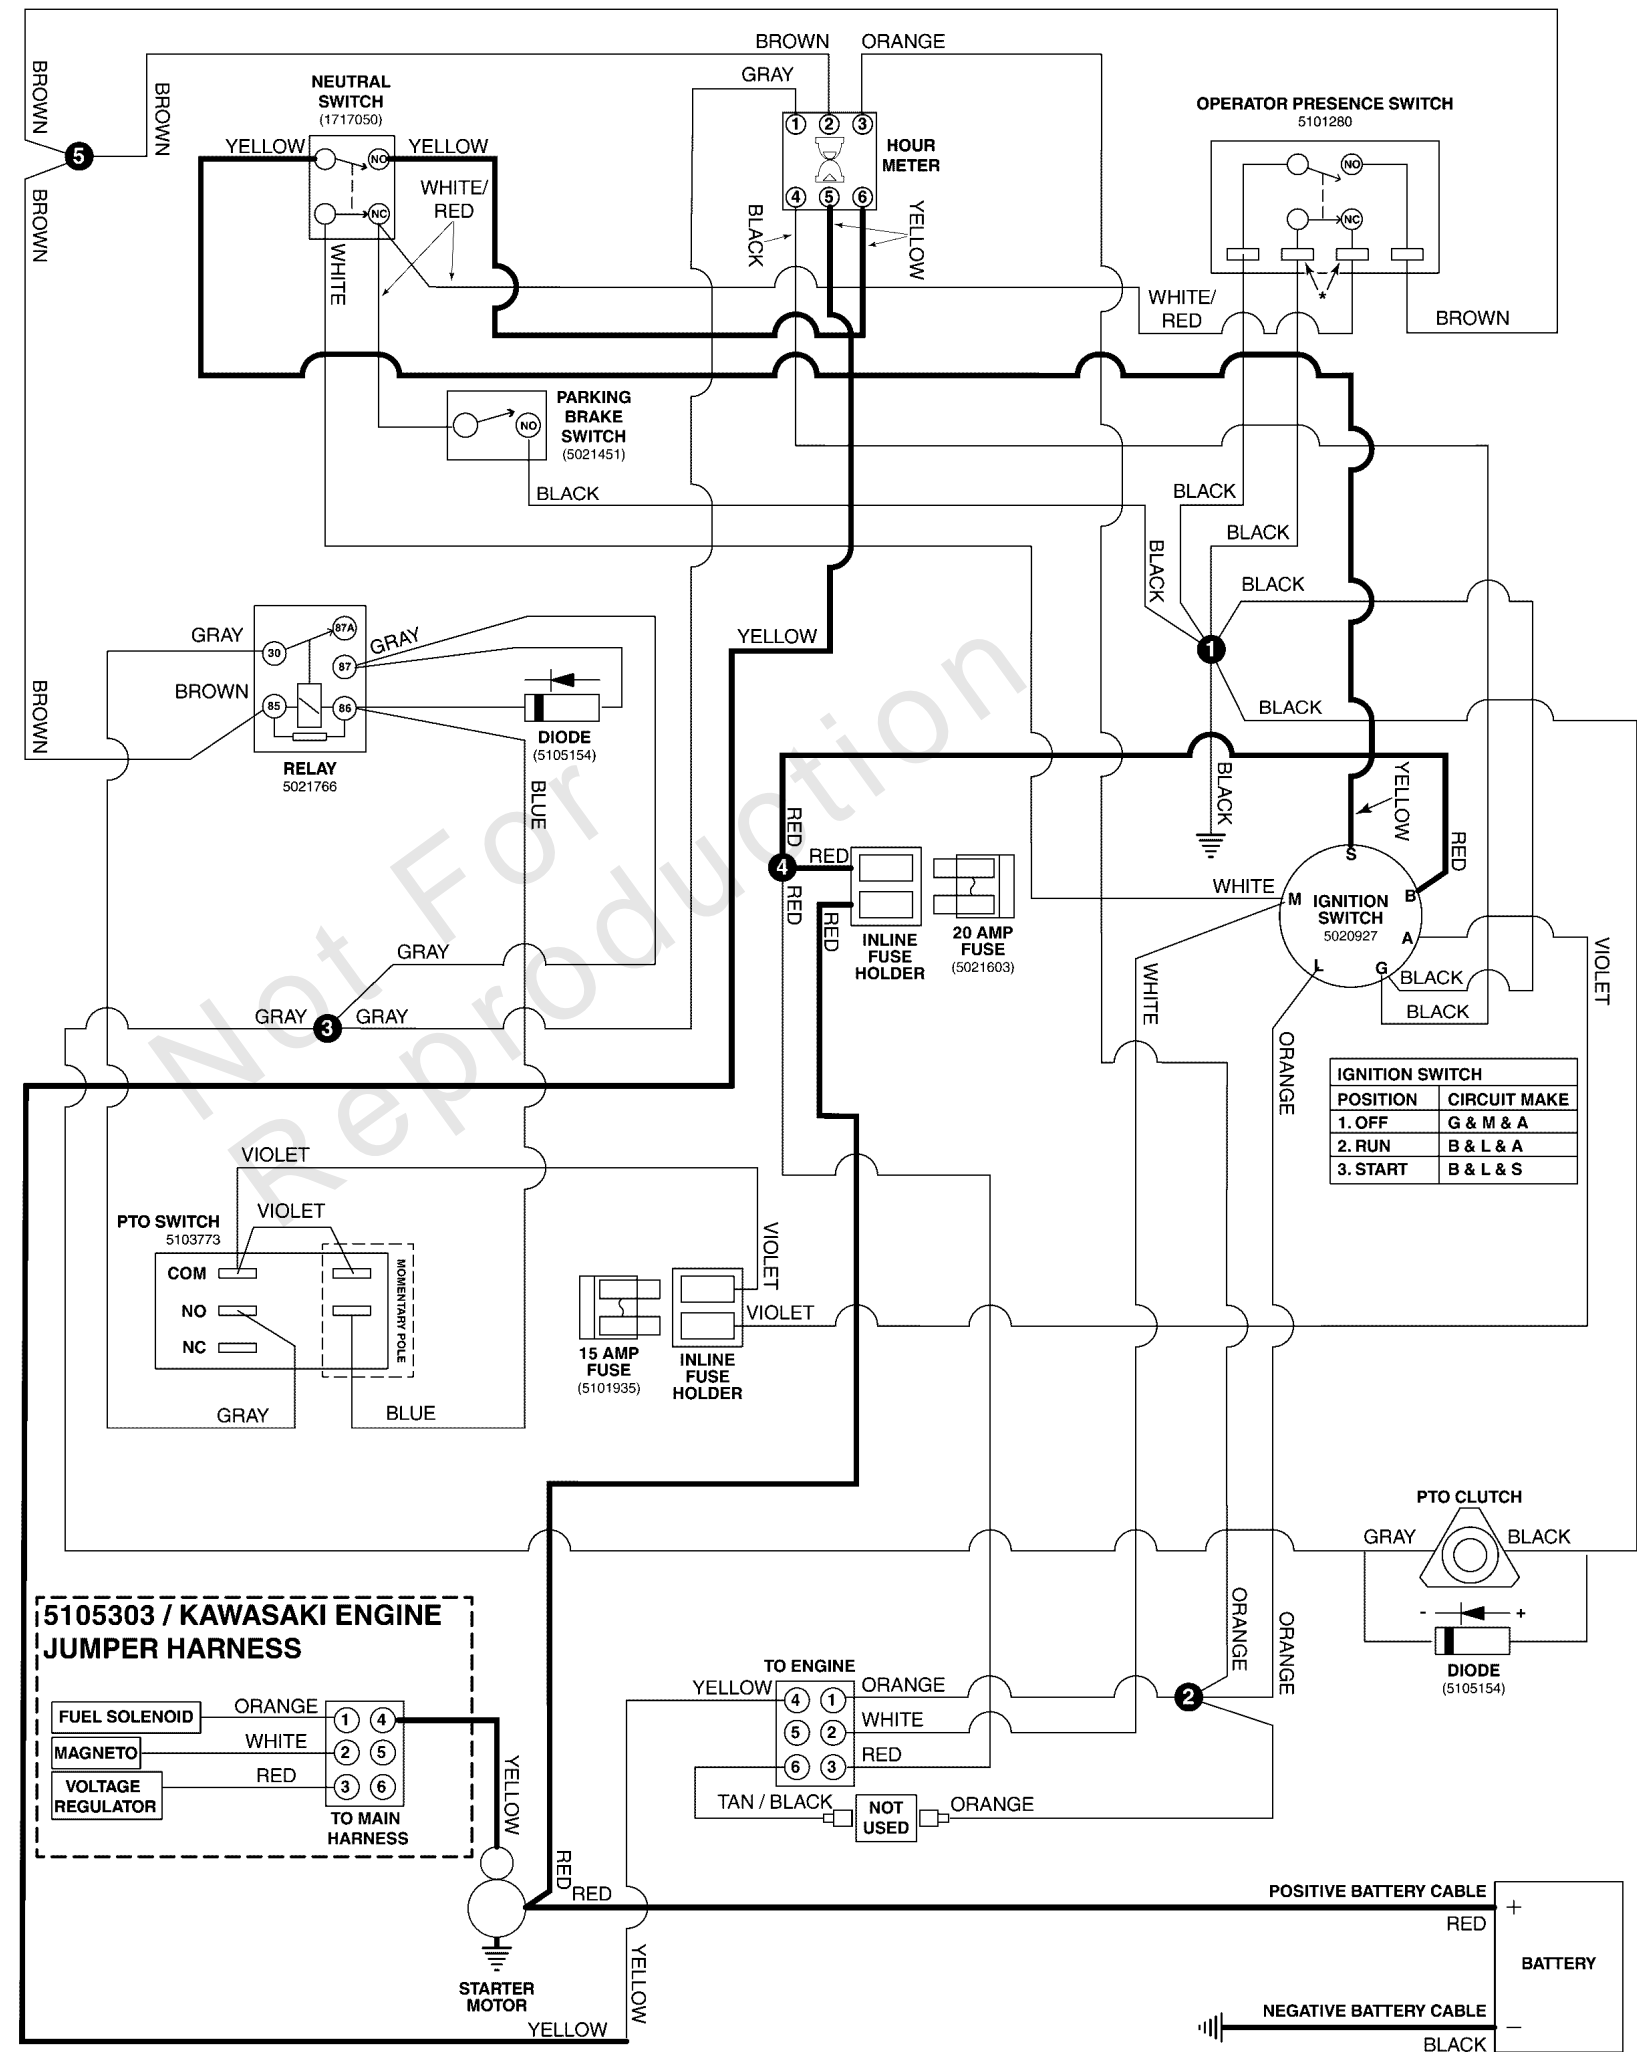 BROWN
ORANGE
GRAY
BROWN
BROWN
NEUTRAL
SWITCH
(1717050)
OPERATOR PRESENCE SWITCH
5101280
5
YELLOW
NO
YELLOW
1
2
3
HOUR
METER
NO
WHITE/
RED
NC
4
5
6
NC
BROWN
WHITE
BLACK
YELLOW
*
WHITE/
RED
BROWN
PARKING
BRAKE
SWITCH
(5021451)
NO
BLACK
BLACK
BLACK
BLACK
BLACK
GRAY
87A
GRAY
30
87
YELLOW
1
BROWN
BROWN
85
86
BLACK
DIODE
(5105154)
RELAY
5021766
BLUE
BLACK
YELLOW
RED
RED
4
RED
RED
RED
S
WHITE
M
B
IGNITION
SWITCH
5020927
A
L
G
INLINE
FUSE
HOLDER
20 AMP
FUSE
(5021603)
WHITE
VIOLET
BLACK
BLACK
GRAY
GRAY
3
GRAY
ORANGE
Not For
Reproduction
IGNITION SWITCH
POSITION CIRCUIT MAKE
1. OFF G & M & A
2. RUN B & L & A
3. START B & L & S
VIOLET
VIOLET
PTO SWITCH
5103773
COM
NO
NC
MOMENTARY POLE
VIOLET
VIOLET
15 AMP
FUSE
(5101935)
INLINE
FUSE
HOLDER
GRAY
BLUE
PTO CLUTCH
GRAY
BLACK
- +
DIODE
(5105154)
5105303 / KAWASAKI ENGINE
JUMPER HARNESS
ORANGE
ORANGE
TO ENGINE
YELLOW
4
1
ORANGE
2
5
2
WHITE
6
3
RED
FUEL SOLENOID
ORANGE
1
4
MAGNETO
WHITE
2
5
VOLTAGE
REGULATOR
RED
3
6
TO MAIN
HARNESS
YELLOW
TAN / BLACK
NOT
USED
ORANGE
RED
RED
POSITIVE BATTERY CABLE
+
RED
BATTERY
STARTER
MOTOR
YELLOW
NEGATIVE BATTERY CABLE
−
BLACK
YELLOW